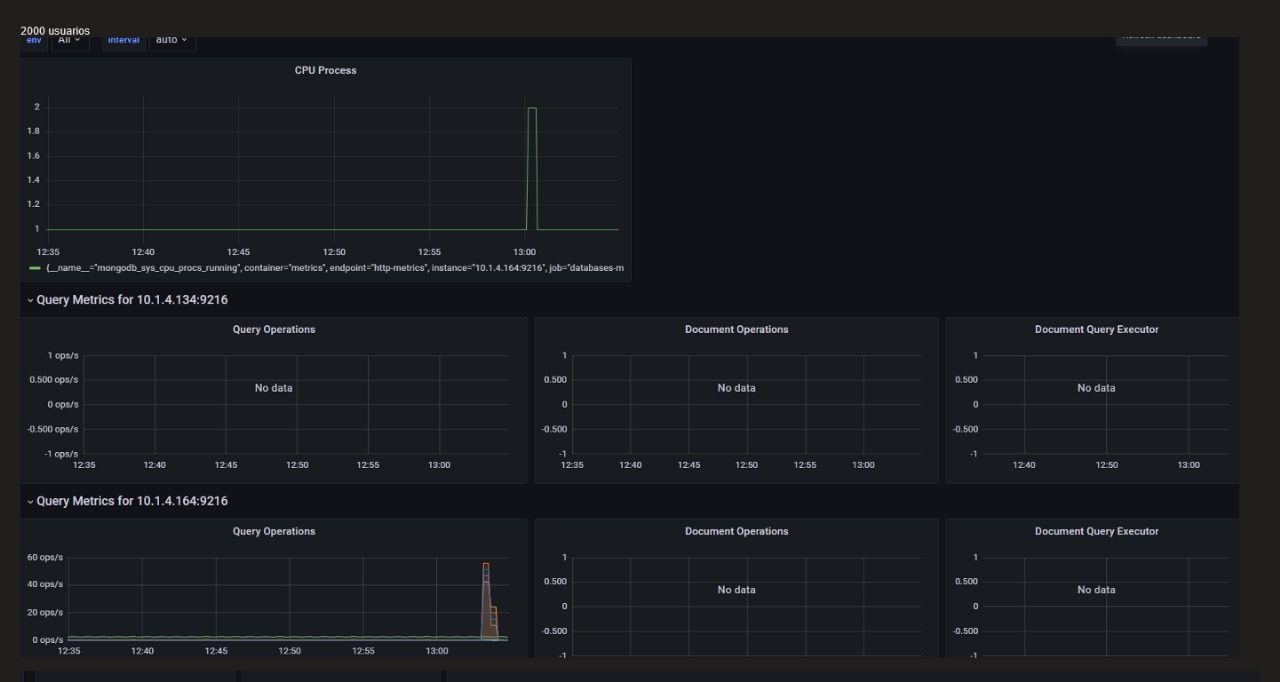 2000 usuarios
env All interval auto
CPU Process
2
1.8
1.6
1.4
1.2
1
12:35 12:40 12:45 12:50 12:55 13:00
{__name__="mongodb_sys_cpu_procs_running", container="metrics", endpoint="http-metrics", instance="10.1.4.164:9216", job="databases-m
Query Metrics for 10.1.4.134:9216
Query Operations
1 ops/s
0.500 ops/s
0 ops/s
-0.500 ops/s
-1 ops/s
No data
12:35 12:40 12:45 12:50 12:55 13:00
Document Operations
1
0.500
0
-0.500
-1
No data
12:35 12:40 12:45 12:50 12:55 13:00
Document Query Executor
1
0.500
0
-0.500
-1
No data
12:40 12:50 13:00
Query Metrics for 10.1.4.164:9216
Query Operations
60 ops/s
40 ops/s
20 ops/s
0 ops/s
12:35 12:40 12:45 12:50 12:55 13:00
Document Operations
1
0.500
0
-0.500
-1
No data
Document Query Executor
1
0.500
0
-0.500
-1
No data